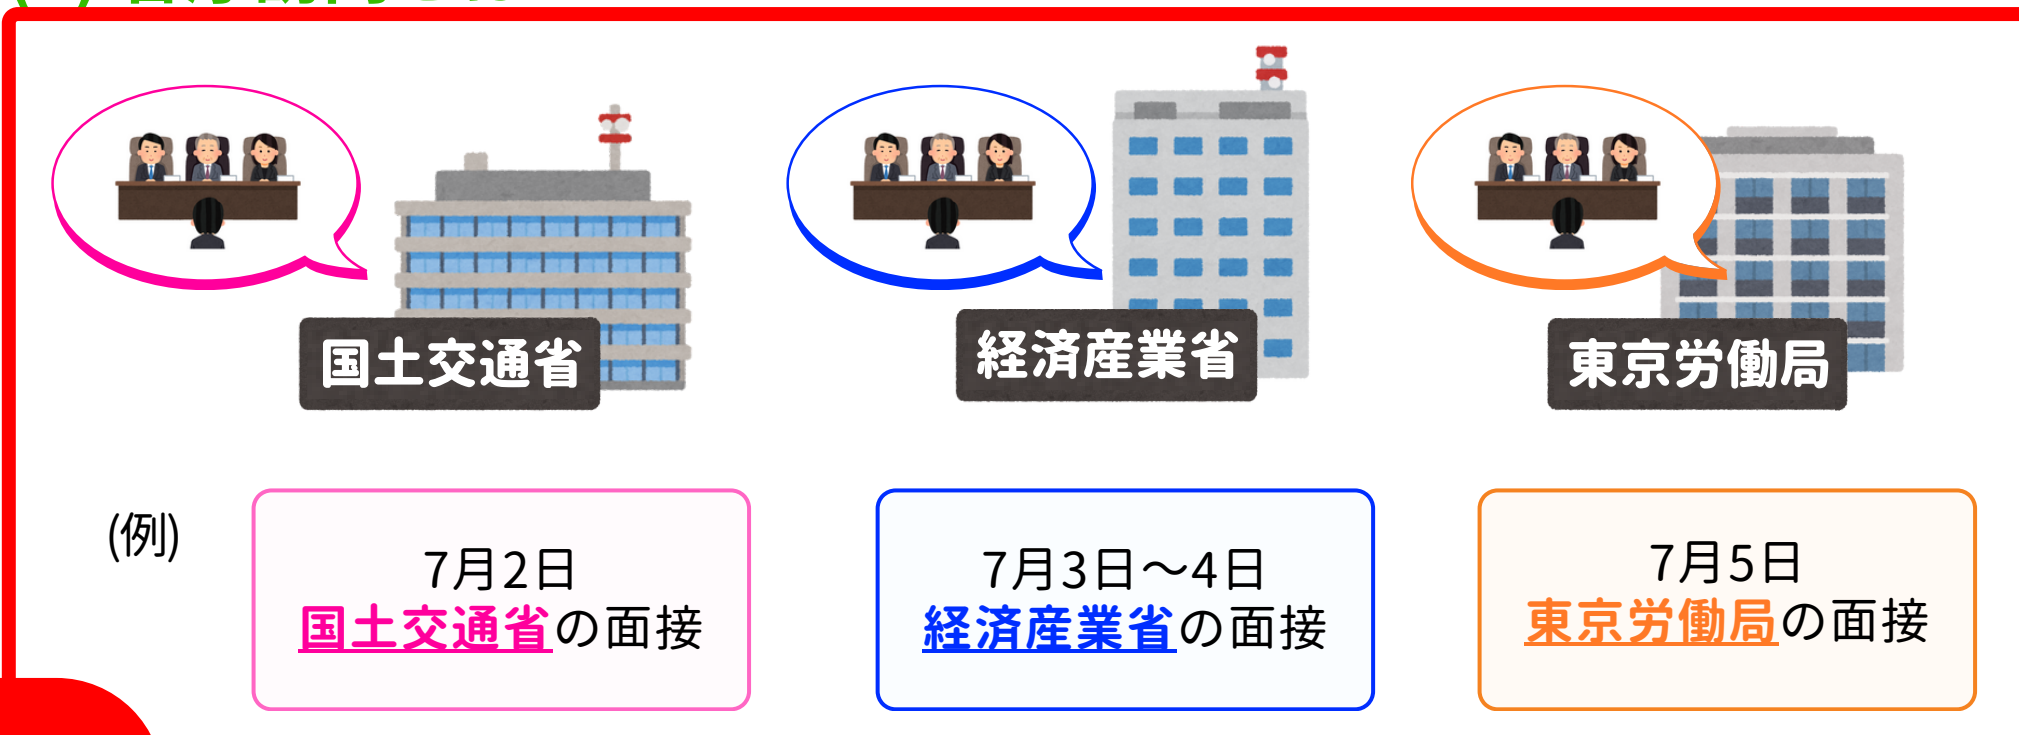 国土交通省
経済産業省
東京労働局
(例)
7月2日
国土交通省の面接
7月3日〜4日
経済産業省の面接
7月5日
東京労働局の面接